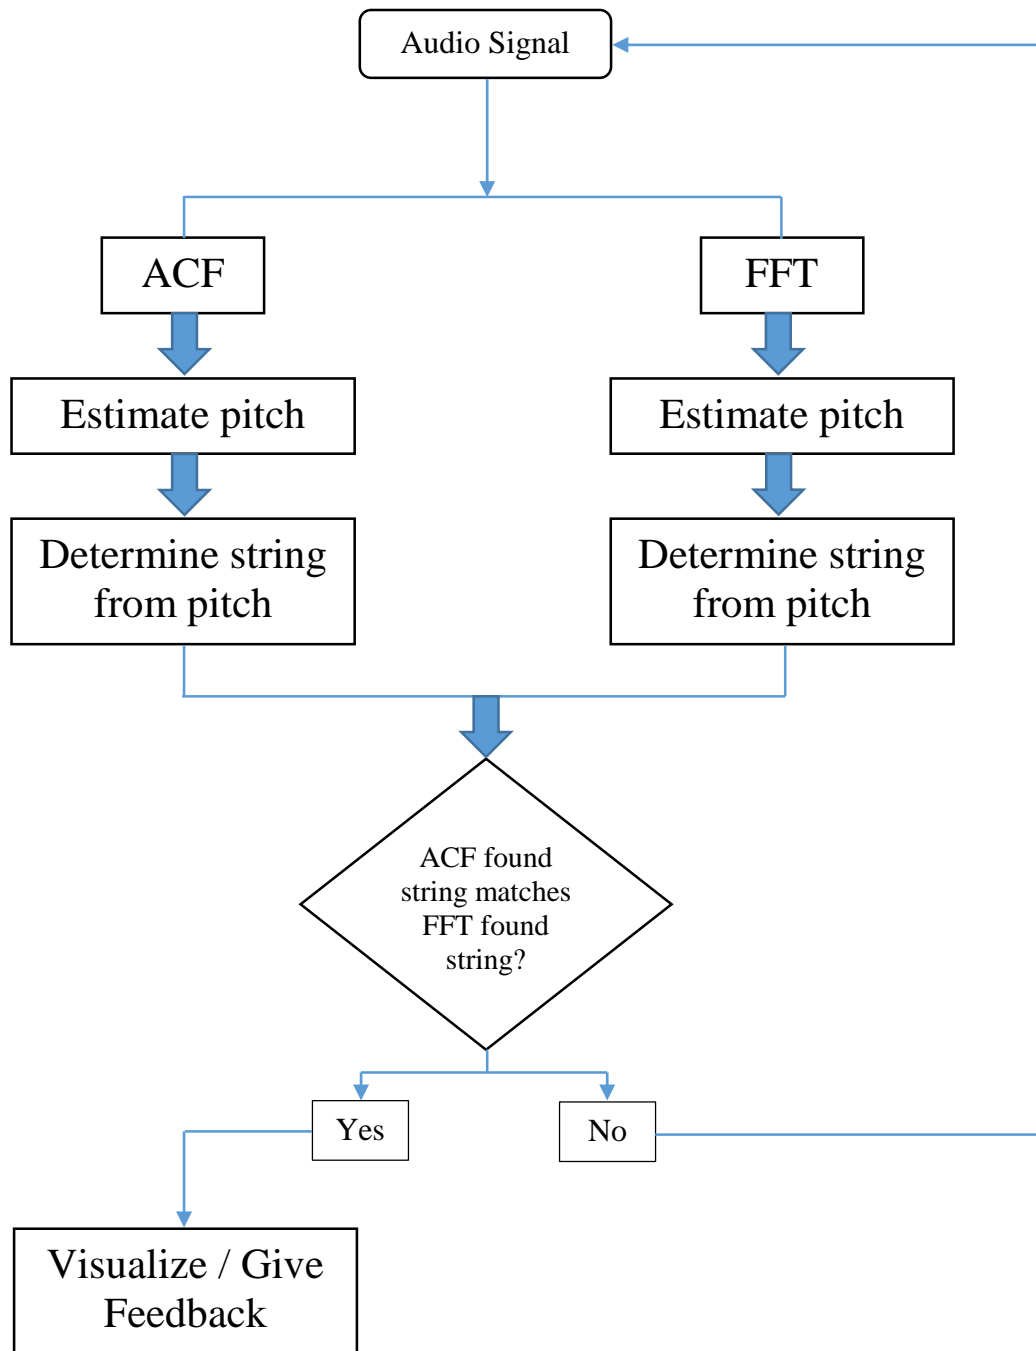 Audio Signal
ACF
FFT
Estimate pitch
Estimate pitch
Determine string
from pitch
Determine string
from pitch
ACF found
string matches
FFT found
string?
Yes
No
Visualize / Give
Feedback